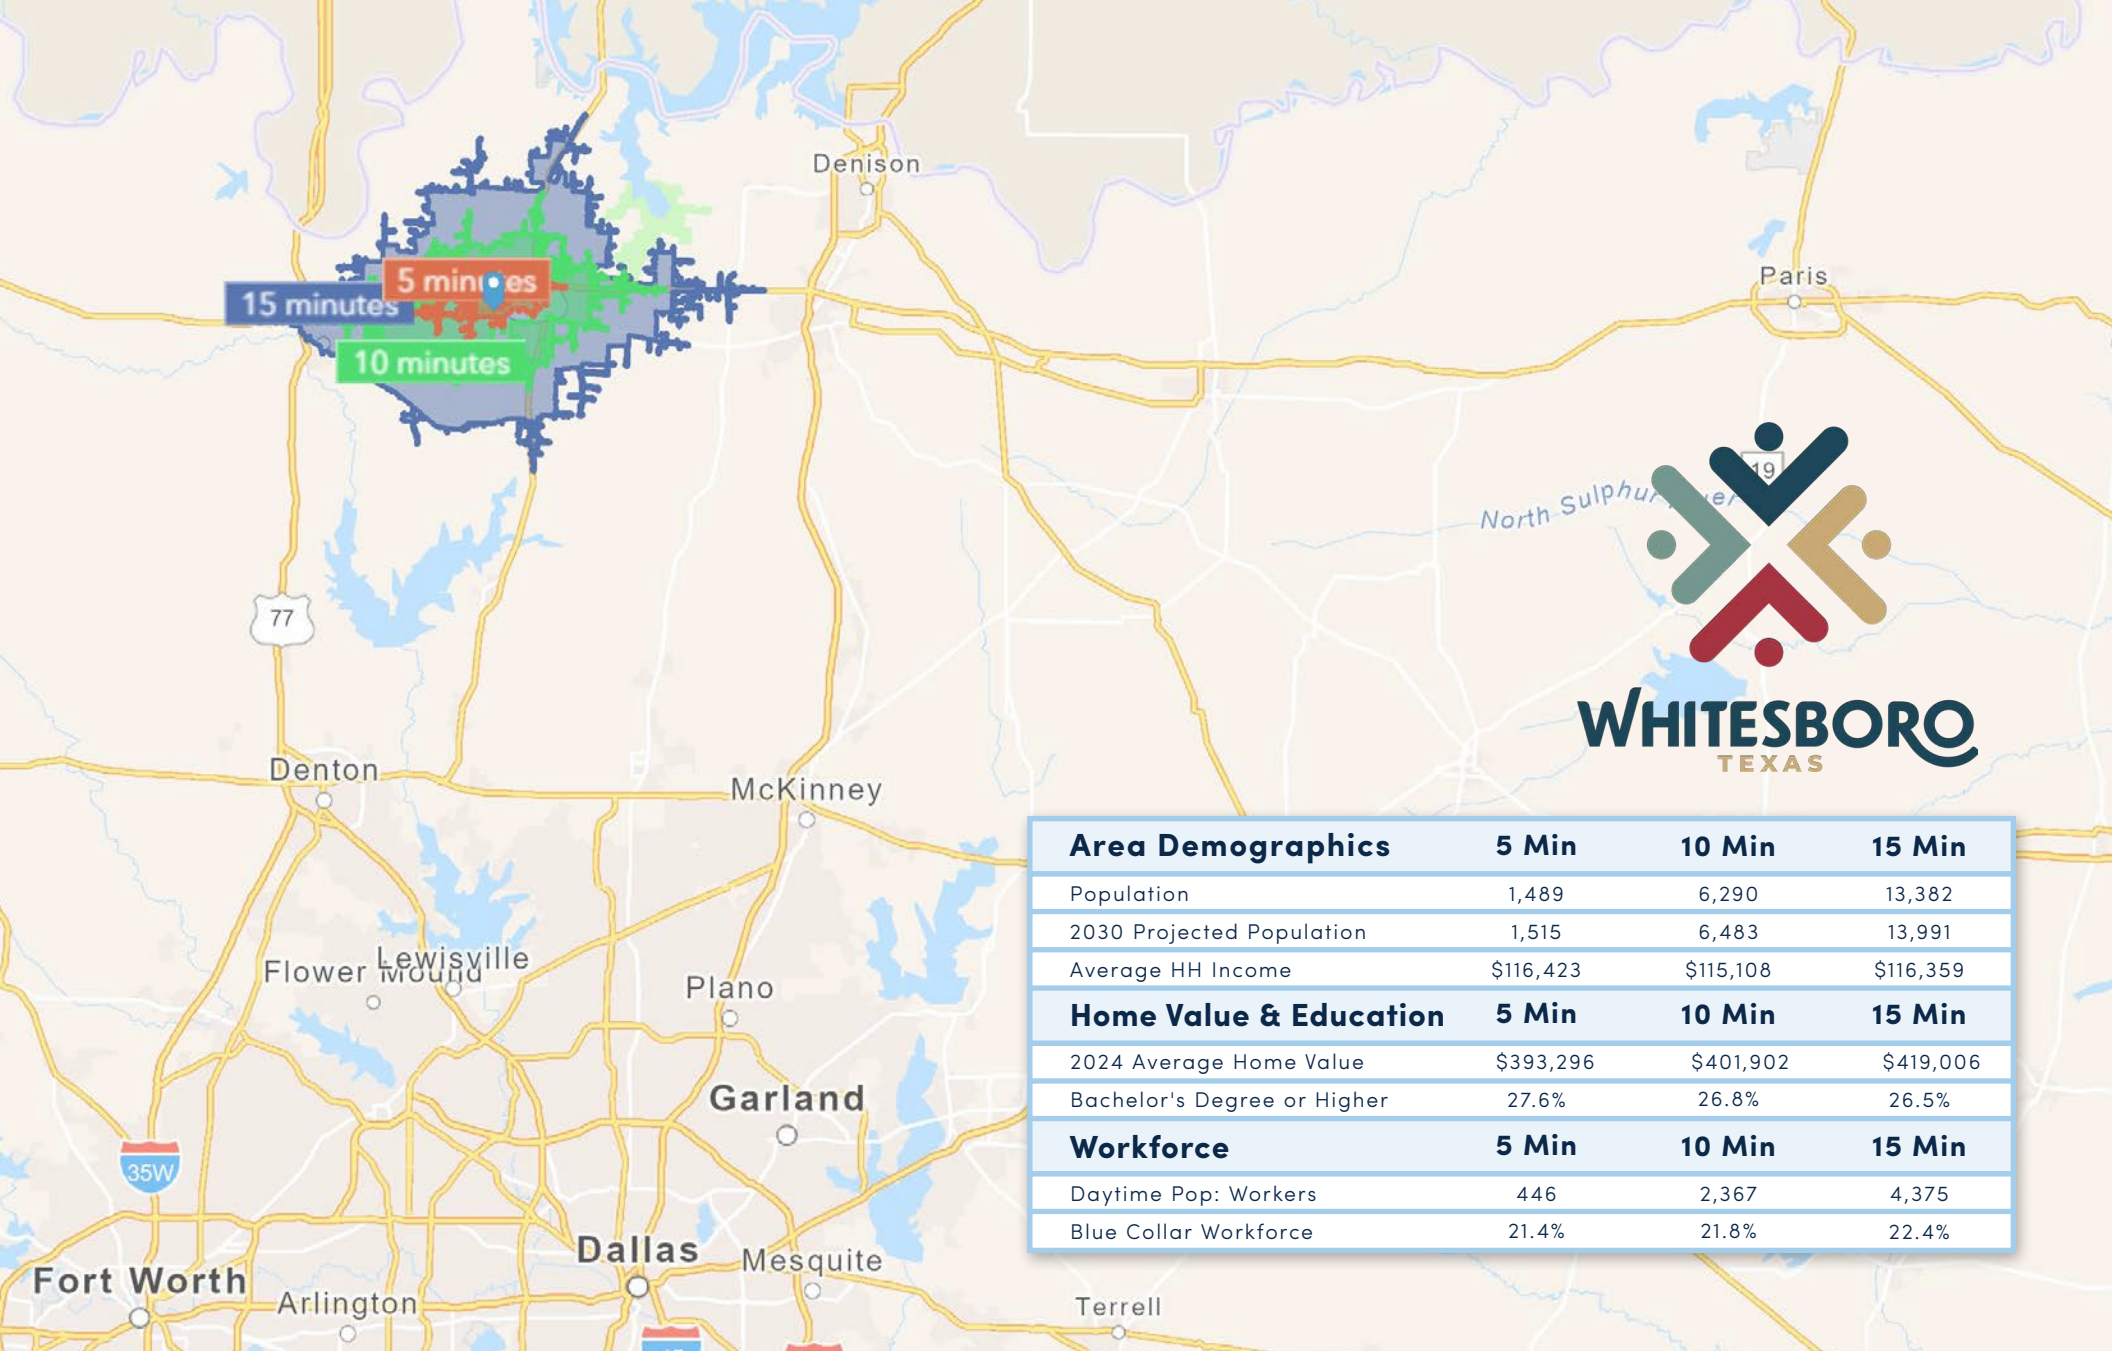 Denison
Paris
5 minutes
15 minutes
10 minutes
19
North Sulphur
77
WHITESBORO
TEXAS
Denton
McKinney
Area Demographics 5 Min 10 Min 15 Min
Population 1,489 6,290 13,382
2030 Projected Population 1,515 6,483 13,991
Average HH Income $116,423 $115,108 $116,359
Home Value & Education 5 Min 10 Min 15 Min
2024 Average Home Value $393,296 $401,902 $419,006
Bachelor's Degree or Higher 27.6% 26.8% 26.5%
Workforce 5 Min 10 Min 15 Min
Daytime Pop: Workers 446 2,367 4,375
Blue Collar Workforce 21.4% 21.8% 22.4%
Lewisville
Flower Mound
Plano
Garland
35W
Dallas
Mesquite
Fort Worth
Arlington
Terrell